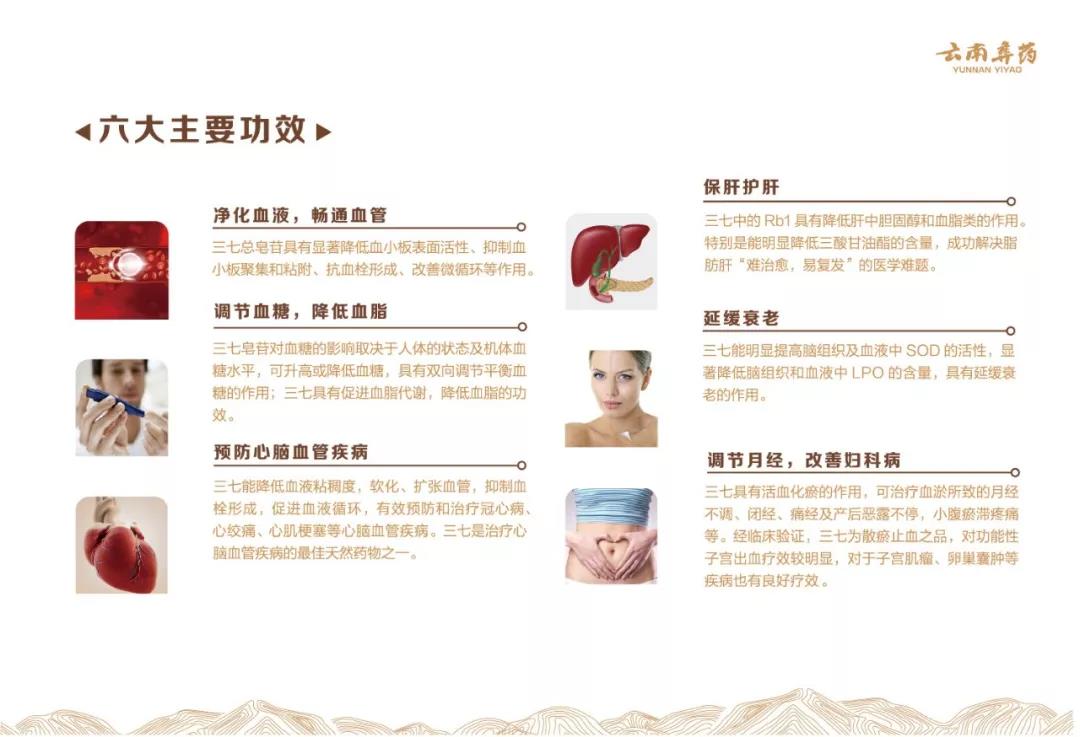 云南彝药
YUNNAN YIYAO
六大主要功效
净化血液，畅通血管
三七总皂苷具有显著降低血小板表面活性、抑制血
小板聚集和粘附、抗血栓形成、改善微循环等作用。
调节血糖，降低血脂
三七皂苷对血糖的影响取决于人体的状态及机体血
糖水平，可升高或降低血糖，具有双向调节平衡血
糖的作用；三七具有促进血脂代谢，降低血脂的功
效。
预防心脑血管疾病
三七能降低血液粘稠度，软化、扩张血管，抑制血
栓形成，促进血液循环，有效预防和治疗冠心病、
心绞痛、心肌梗塞等心脑血管疾病。三七是治疗心
脑血管疾病的最佳天然药物之一。
保肝护肝
三七中的 Rb1 具有降低肝中胆固醇和血脂类的作用。
特别是能明显降低三酸甘油酯的含量，成功解决脂
肪肝“难治愈，易复发”的医学难题。
延缓衰老
三七能明显提高脑组织及血液中 SOD 的活性，显
著降低脑组织和血液中 LPO 的含量，具有延缓衰
老的作用。
调节月经，改善妇科病
三七具有活血化瘀的作用，可治疗血淤所致的月经
不调、闭经、痛经及产后恶露不停，小腹瘀滞疼痛
等。经临床验证，三七为散瘀止血之品，对功能性
子宫出血疗效较明显，对于子宫肌瘤、卵巢囊肿等
疾病也有良好疗效。